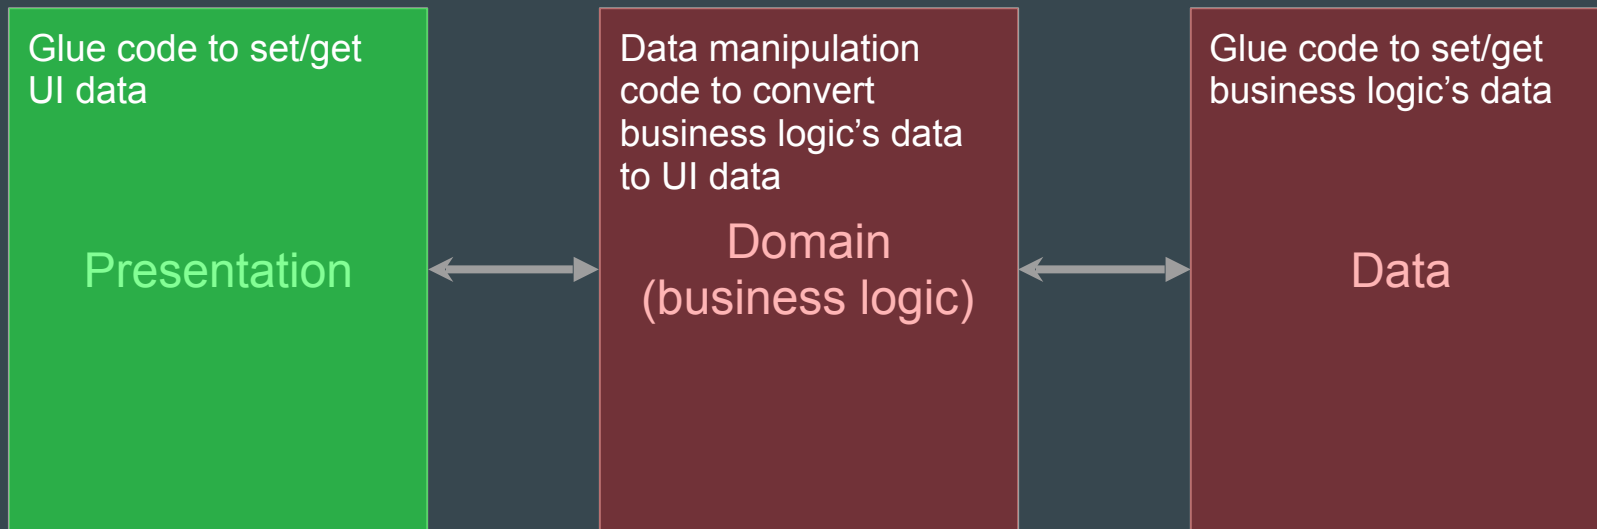 Glue code to set/get
UI data
Presentation
Data manipulation
code to convert
business logic’s data
to UI data
Domain
(business logic)
Glue code to set/get
business logic’s data
Data